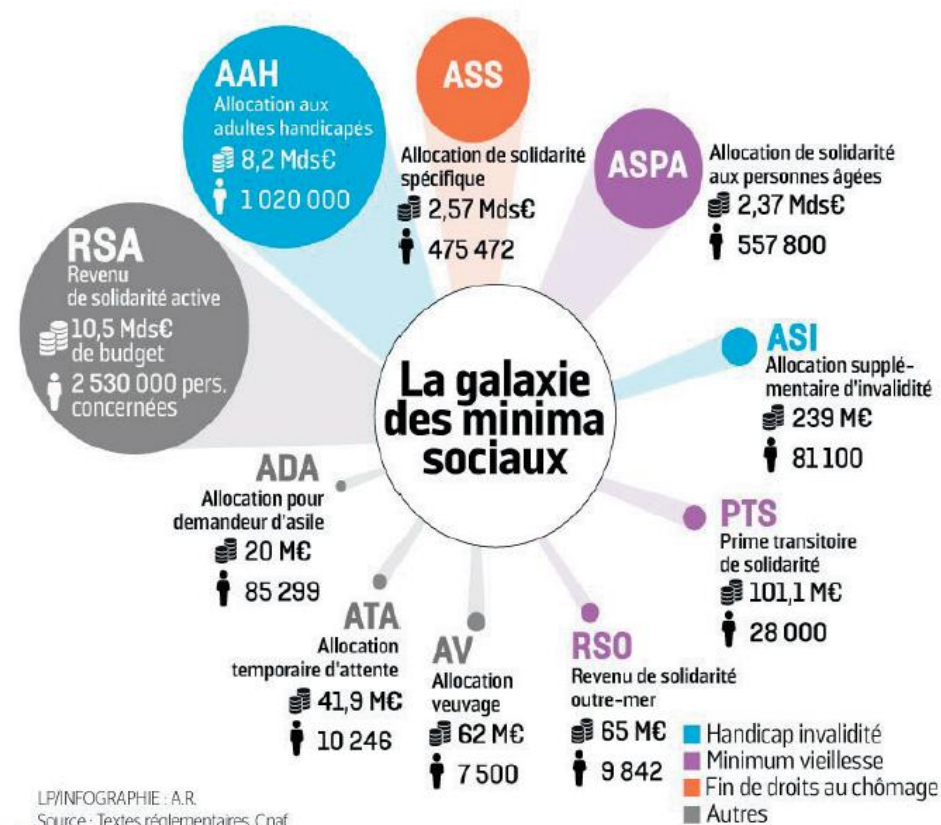 AAH
Allocation aux
adultes handicapés
8,2 Mds€
1 020 000
ASS
Allocation de solidarité
spécifique
2,57 Mds€
475 472
ASPA
Allocation de solidarité
aux personnes âgées
2,37 Mds€
557 800
RSA
Revenu
de solidarité active
10,5 Mds€
de budget
2 530 000 pers.
concernées
La galaxie
des minima
sociaux
ASI
Allocation supplé-
mentaire d'invalidité
239 M€
81 100
ADA
Allocation pour
demandeur d'asile
20 M€
85 299
PTS
Prime transitoire
de solidarité
101,1 M€
28 000
ATA
Allocation
temporaire d'attente
41,9 M€
10 246
AV
Allocation
veuvage
62 M€
7 500
RSO
Revenu de solidarité
outre-mer
65 M€
9 842
Handicap invalidité
Minimum vieillesse
Fin de droits au chômage
Autres
LP/INFOGRAPHIE : A.R.
Source : Textes réglementaires, Cnaf